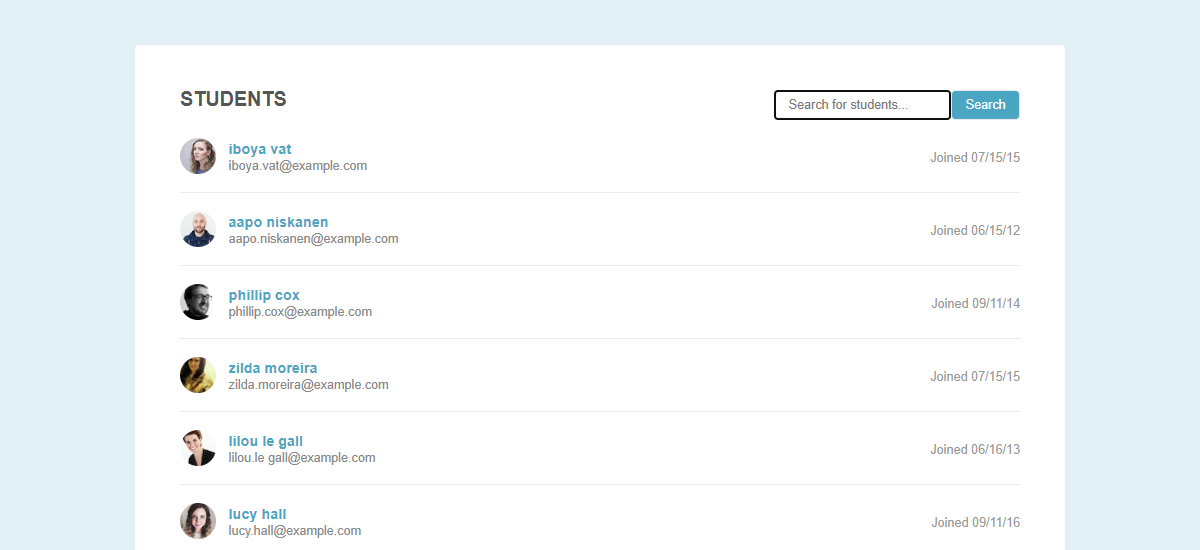 STUDENTS
Search for students...
Search
iboya vat
iboya.vat@example.com
Joined 07/15/15
aapo niskanen
aapo.niskanen@example.com
Joined 06/15/12
phillip cox
phillip.cox@example.com
Joined 09/11/14
zilda moreira
zilda.moreira@example.com
Joined 07/15/15
lilou le gall
lilou.le gall@example.com
Joined 06/16/13
lucy hall
lucy.hall@example.com
Joined 09/11/16